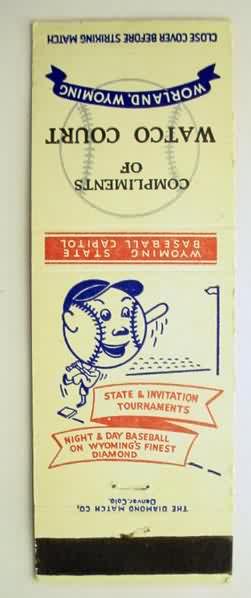 CLOSE COVER BEFORE STRIKING MATCH
WORLAND, WYOMING
WATCO COURT
OF
COMPLIMENTS
WYOMING STATE
BASEBALL CAPITOL
STATE & INVITATION
TOURNAMENTS
NIGHT & DAY BASEBALL
ON WYOMING'S FINEST
DIAMOND
THE DIAMOND MATCH CO,
Denver, Colo.